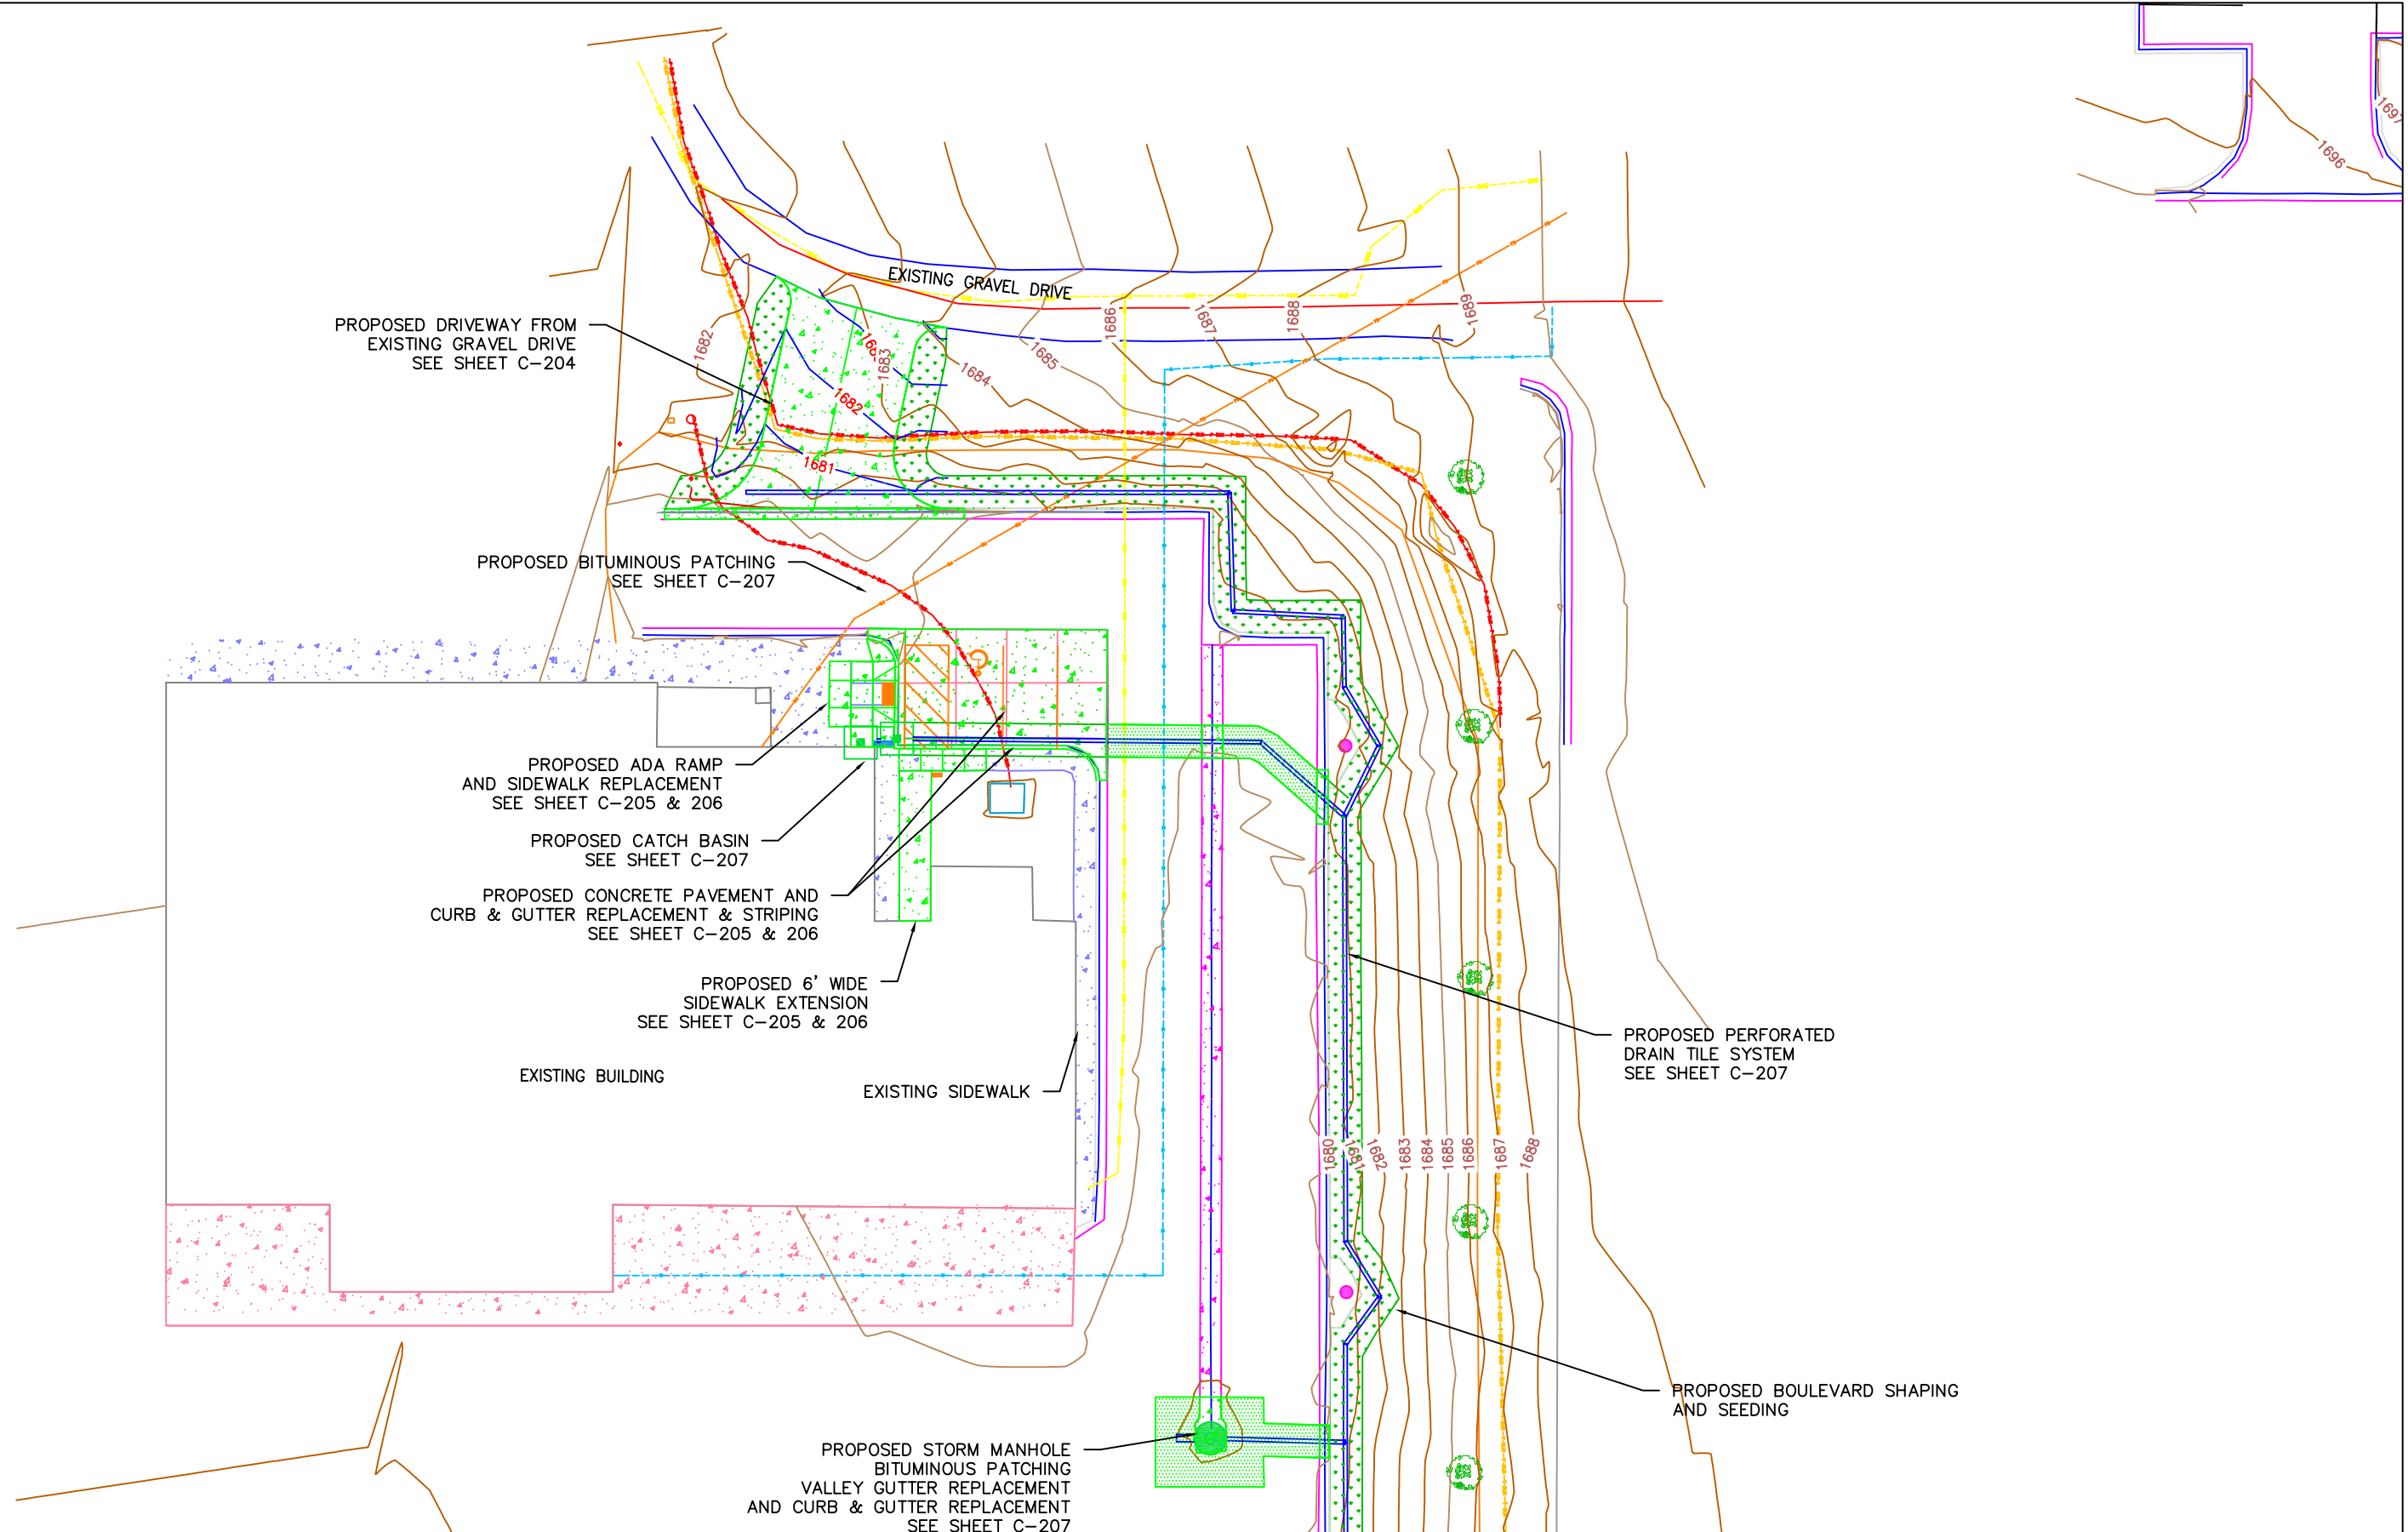 1697
1696
EXISTING GRAVEL DRIVE
PROPOSED DRIVEWAY FROM
EXISTING GRAVEL DRIVE
SEE SHEET C-204
1682
1683
1684
1685
1686
1687
1688
1689
1682
1681
PROPOSED BITUMINOUS PATCHING
SEE SHEET C-207
PROPOSED ADA RAMP
AND SIDEWALK REPLACEMENT
SEE SHEET C-205 & 206
PROPOSED CATCH BASIN
SEE SHEET C-207
PROPOSED CONCRETE PAVEMENT AND
CURB & GUTTER REPLACEMENT & STRIPING
SEE SHEET C-205 & 206
PROPOSED 6' WIDE
SIDEWALK EXTENSION
SEE SHEET C-205 & 206
PROPOSED PERFORATED
DRAIN TILE SYSTEM
SEE SHEET C-207
EXISTING BUILDING
EXISTING SIDEWALK
1680
1681
1682
1683
1684
1685
1686
1687
1688
PROPOSED BOULEVARD SHAPING
AND SEEDING
PROPOSED STORM MANHOLE
BITUMINOUS PATCHING
VALLEY GUTTER REPLACEMENT
AND CURB & GUTTER REPLACEMENT
SEE SHEET C-207